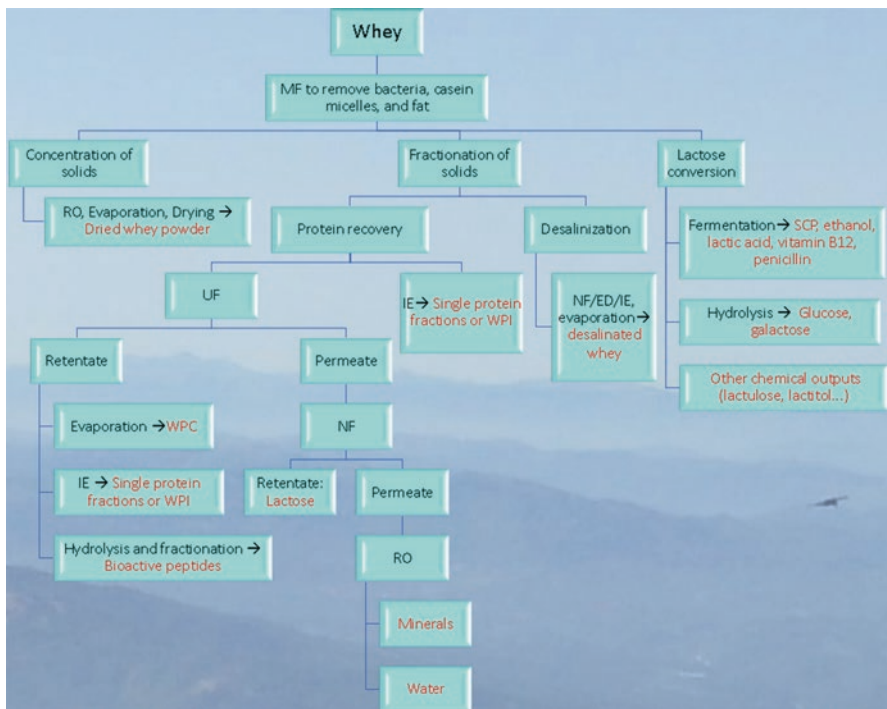 Whey
MF to remove bacteria, casein
micelles, and fat
Concentration of
solids
Fractionation of
solids
Lactose
conversion
RO, Evaporation, Drying →
Dried whey powder
Protein recovery
Desalinization
Fermentation → SCP, ethanol,
lactic acid, vitamin B12,
penicillin
UF
IE → Single protein
fractions or WPI
NF/ED/IE,
evaporation →
desalinated
whey
Hydrolysis → Glucose,
galactose
Retentate
Permeate
Other chemical outputs
(lactulose, lactitol...)
Evaporation → WPC
NF
IE → Single protein
fractions or WPI
Retentate:
Lactose
Permeate
Hydrolysis and fractionation →
Bioactive peptides
RO
Minerals
Water